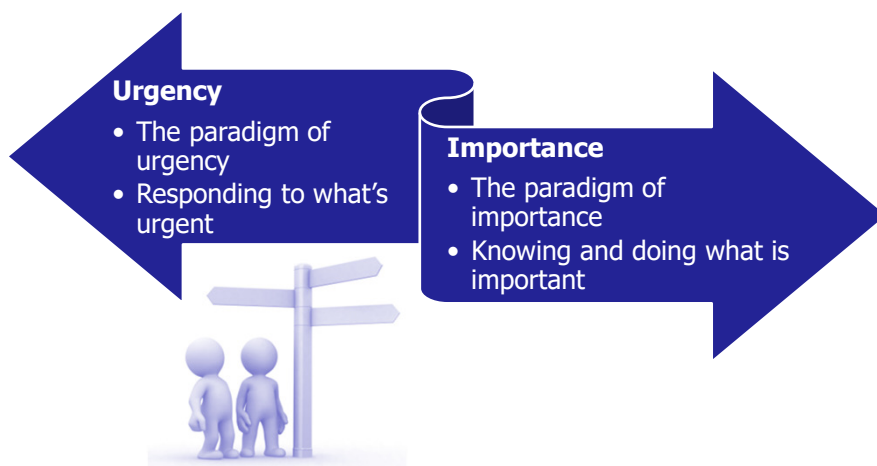 Urgency
• The paradigm of
urgency
• Responding to what's
urgent
Importance
• The paradigm of
importance
• Knowing and doing what is
important